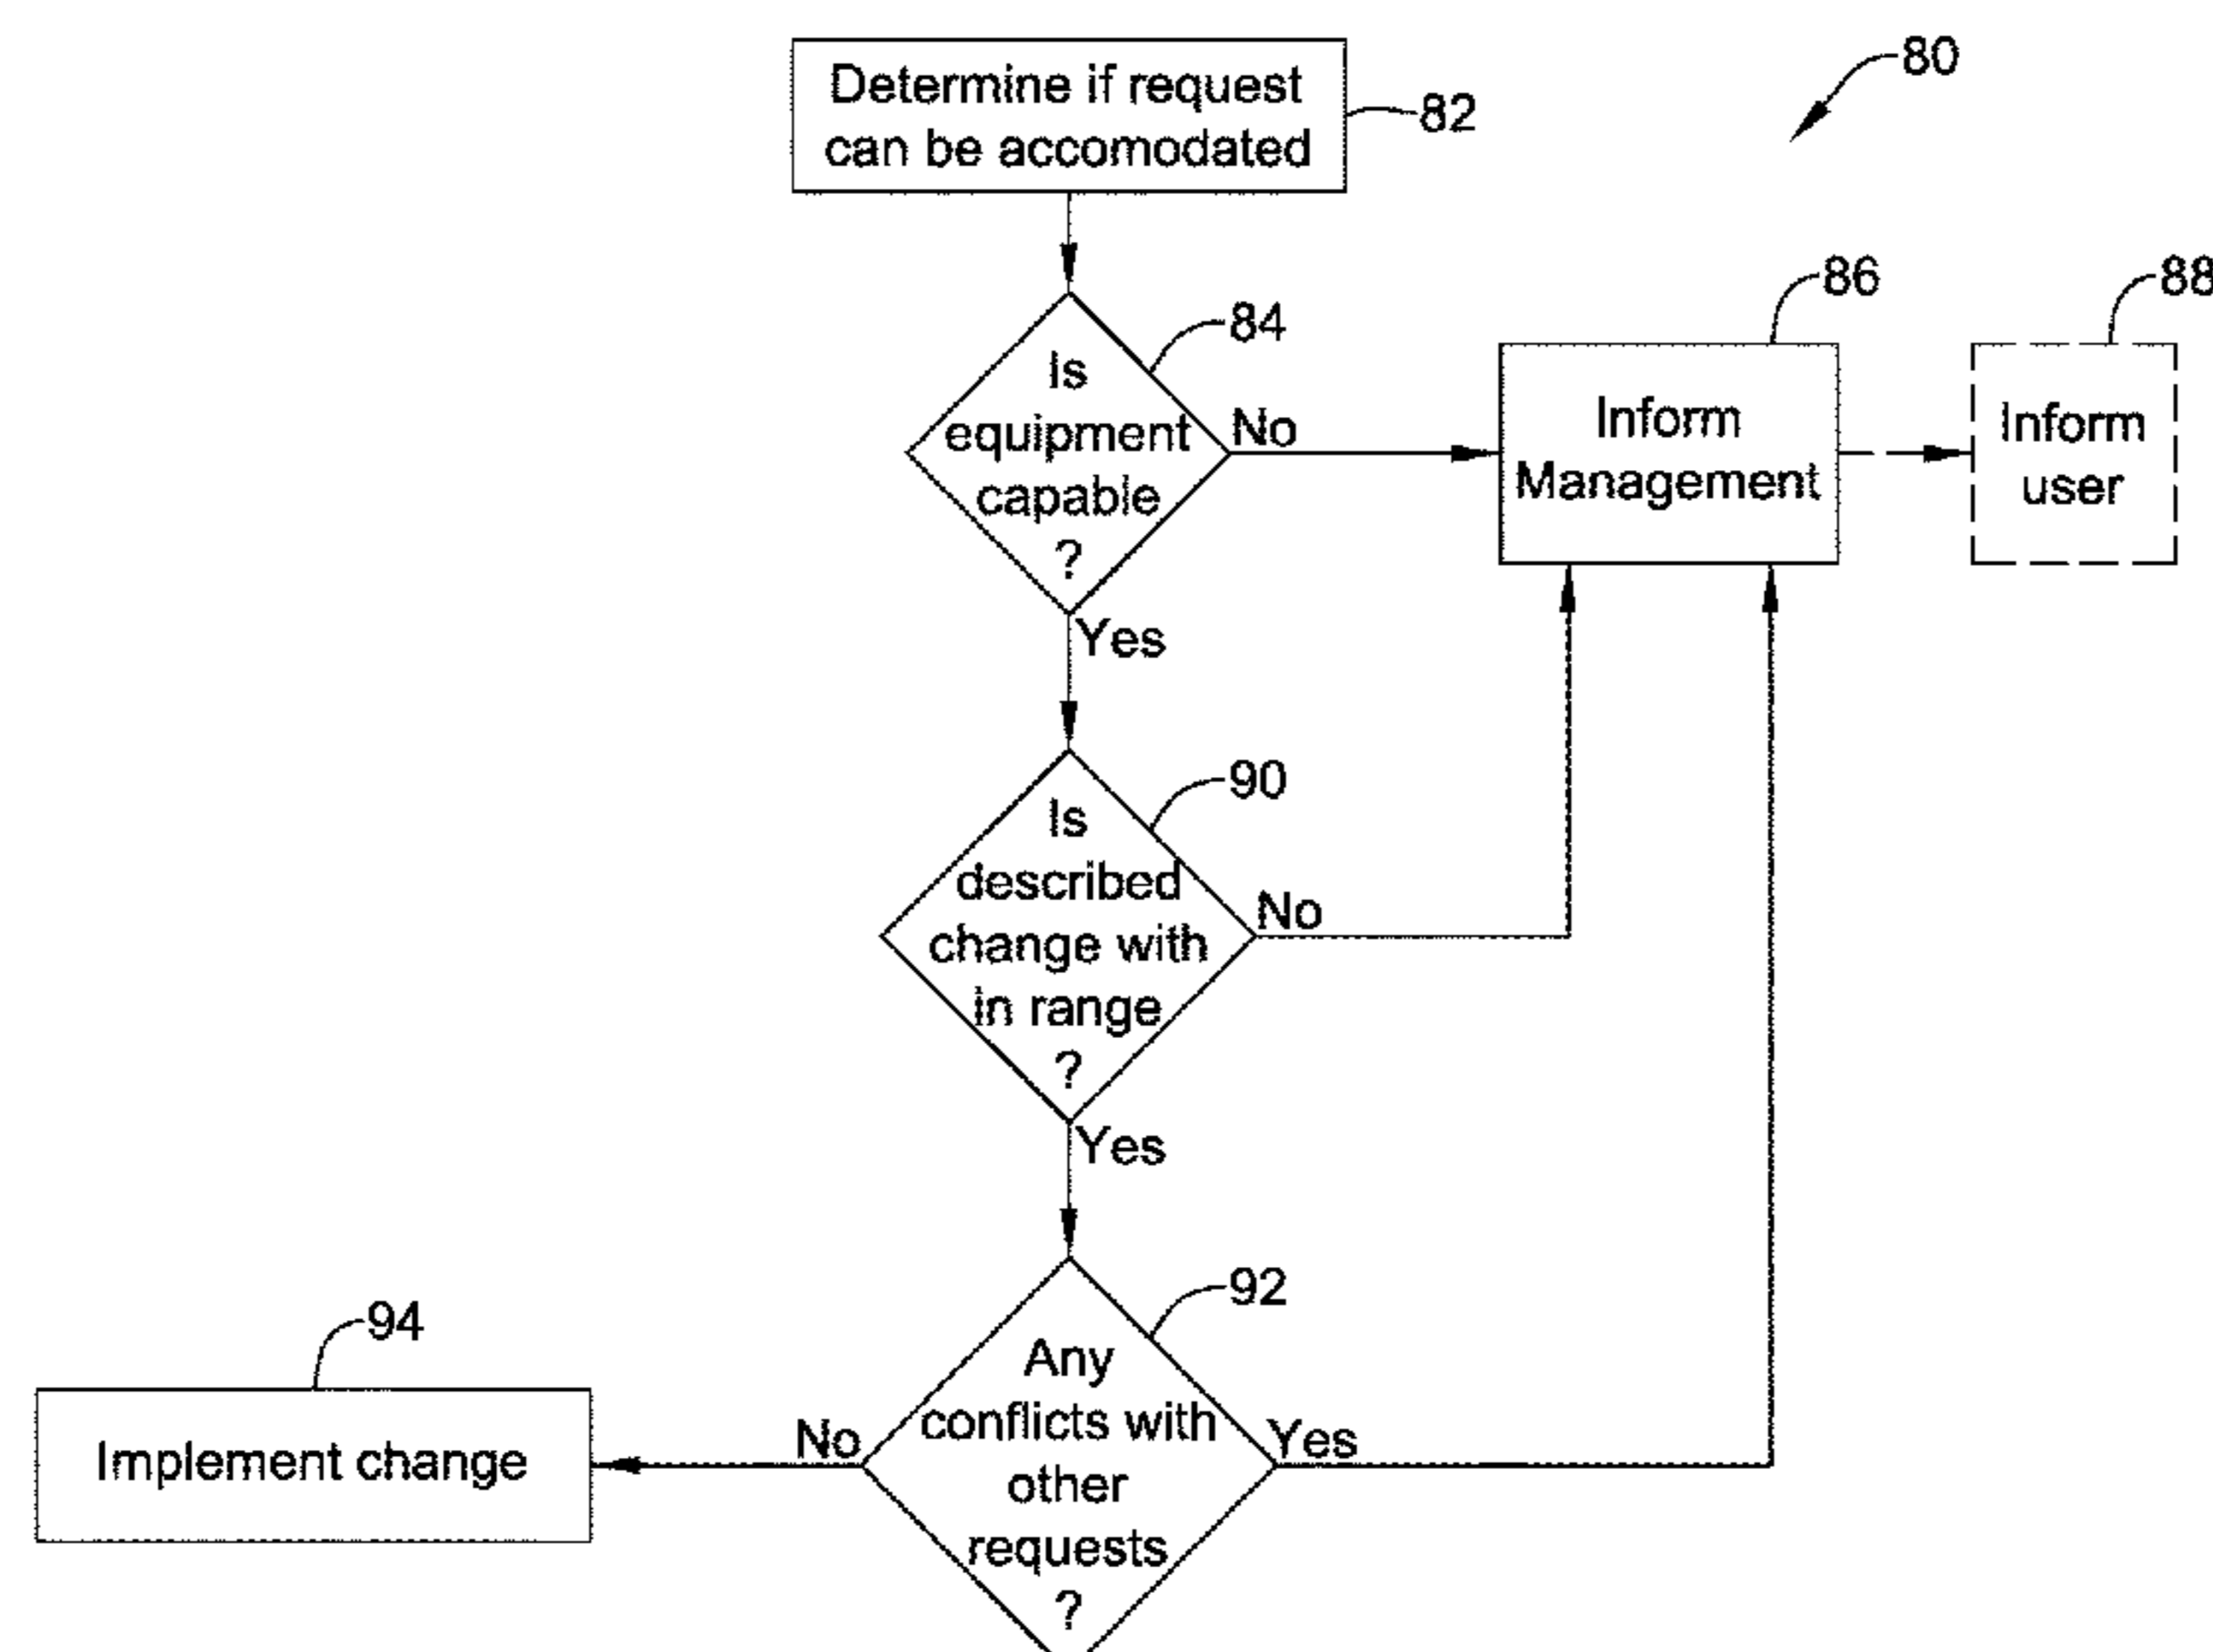 80
Determine if request
can be accomodated
82
84
Is
equipment
capable
?
No
Yes
86
Inform
Management
88
Inform
user
90
Is
described
change with
in range
?
No
Yes
92
Any
conflicts with
other
requests
?
No
Yes
94
Implement change